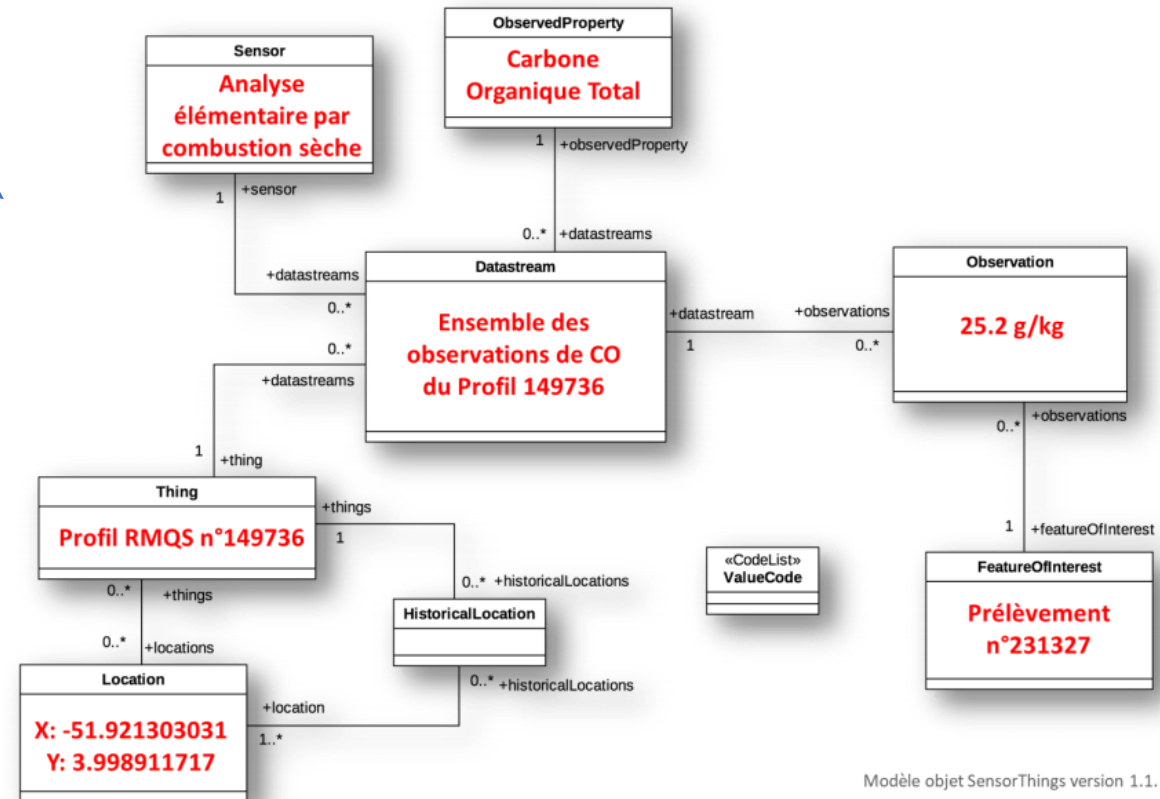 ObservedProperty
Carbone
Organique Total
Sensor
Analyse
élémentaire par
combustion sèche
1 +observedProperty
1 +sensor
0..* +datastreams
+datastreams
0..*
Datastream
Ensemble des
observations de CO
du Profil 149736
+datastream
1
+observations
0..*
Observation
25.2 g/kg
0..*
+datastreams
1 +thing
+observations
0..*
Thing
Profil RMQS n°149736
+things
1
0..* +things
0..* +historicalLocations
HistoricalLocation
«CodeList»
ValueCode
1 +featureOfInterest
FeatureOfInterest
Prélèvement
n°231327
0..* +locations
Location
X: -51.921303031
Y: 3.998911717
0..* +historicalLocations
+location
1..*
Modèle objet SensorThings version 1.1.